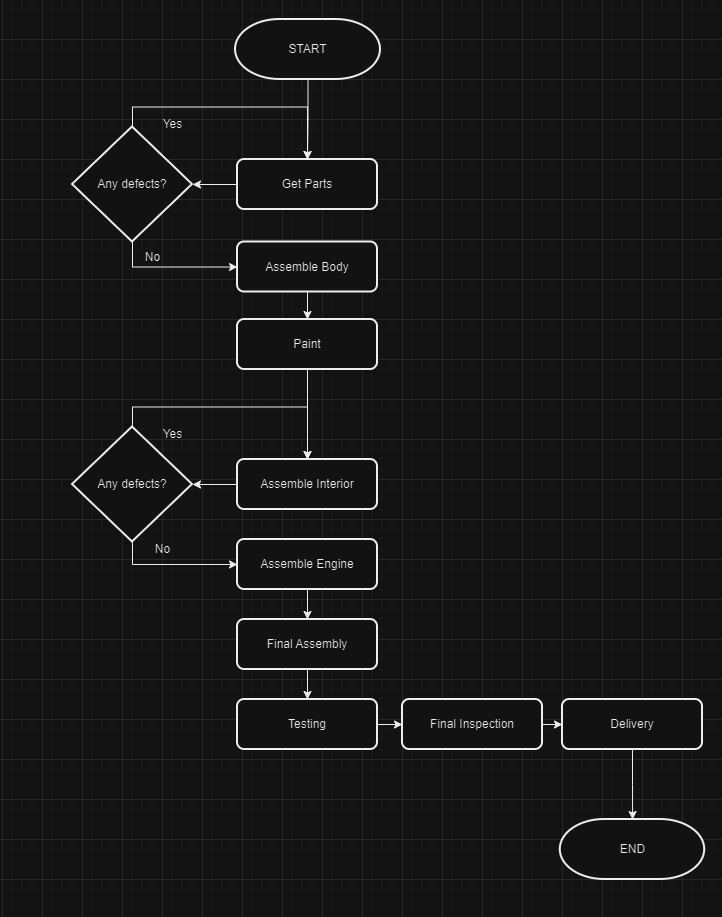 START
Yes
Any defects?
Get Parts
No
Assemble Body
Paint
Yes
Any defects?
Assemble Interior
No
Assemble Engine
Final Assembly
Testing
Final Inspection
Delivery
END